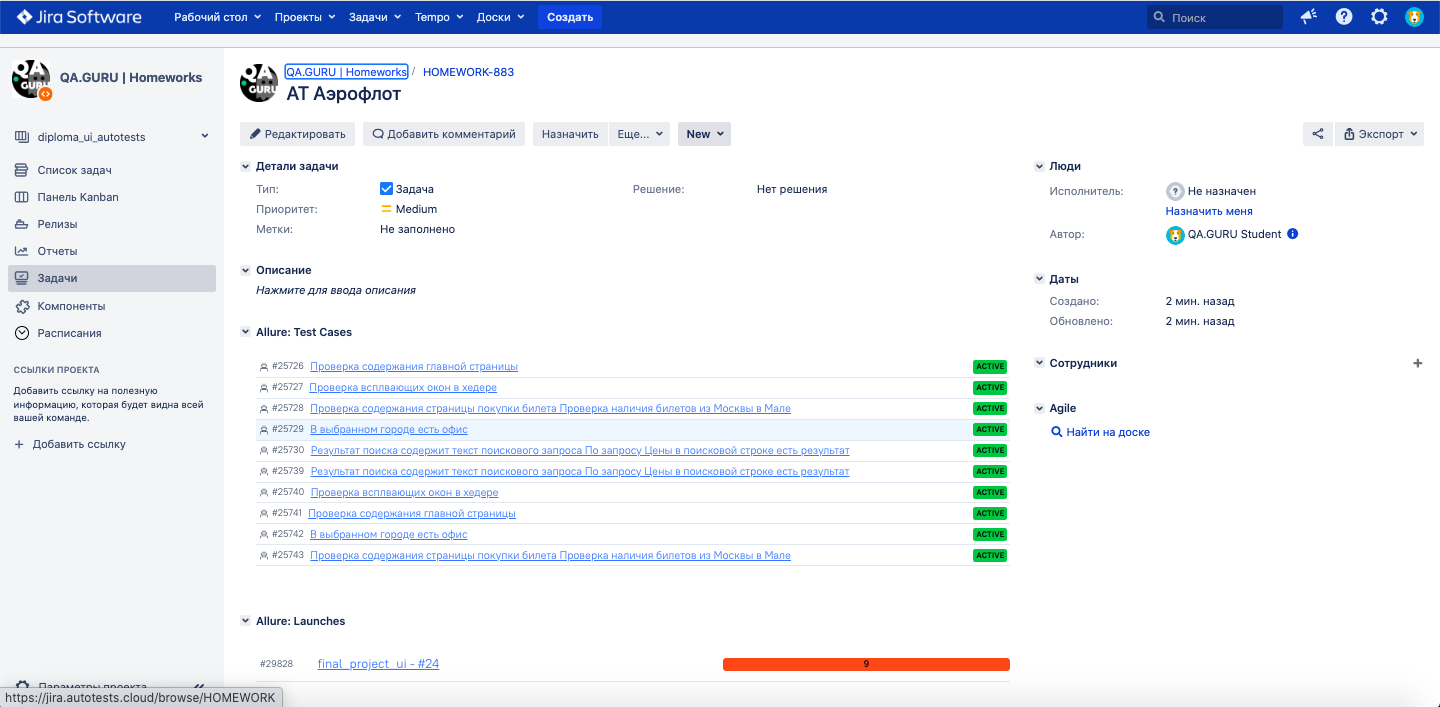 Jira Software Рабочий стол Проекты Задачи Tempo Доски Создать Поиск
QA GURU
QA.GURU | Homeworks
diploma_ui_autotests
Список задач
Панель Kanban
Релизы
Отчеты
Задачи
Компоненты
Расписания
ССЫЛКИ ПРОЕКТА
Добавить ссылку на полезную
информацию, которая будет видна всей
вашей команде.
+ Добавить ссылку
Параметры проекта
https://jira.autotests.cloud/browse/HOMEWORK
QA GURU
QA.GURU | Homeworks / HOMEWORK-883
АТ Аэрофлот
Редактировать Добавить комментарий Назначить Еще... New Экспорт
Детали задачи
Тип: Задача Решение: Нет решения
Приоритет: Medium
Метки: Не заполнено
Описание
Нажмите для ввода описания
Allure: Test Cases
#25726 Проверка содержания главной страницы ACTIVE
#25727 Проверка всплвающих окон в хедере ACTIVE
#25728 Проверка содержания страницы покупки билета Проверка наличия билетов из Москвы в Мале ACTIVE
#25729 В выбранном городе есть офис ACTIVE
#25730 Результат поиска содержит текст поискового запроса По запросу Цены в поисковой строке есть результат ACTIVE
#25739 Результат поиска содержит текст поискового запроса По запросу Цены в поисковой строке есть результат ACTIVE
#25740 Проверка всплвающих окон в хедере ACTIVE
#25741 Проверка содержания главной страницы ACTIVE
#25742 В выбранном городе есть офис ACTIVE
#25743 Проверка содержания страницы покупки билета Проверка наличия билетов из Москвы в Мале ACTIVE
Allure: Launches
#29828 final_project_ui - #24 9
Люди
Исполнитель: Не назначен
Назначить меня
Автор: QA.GURU Student
Даты
Создано: 2 мин. назад
Обновлено: 2 мин. назад
Сотрудники +
Agile
Найти на доске